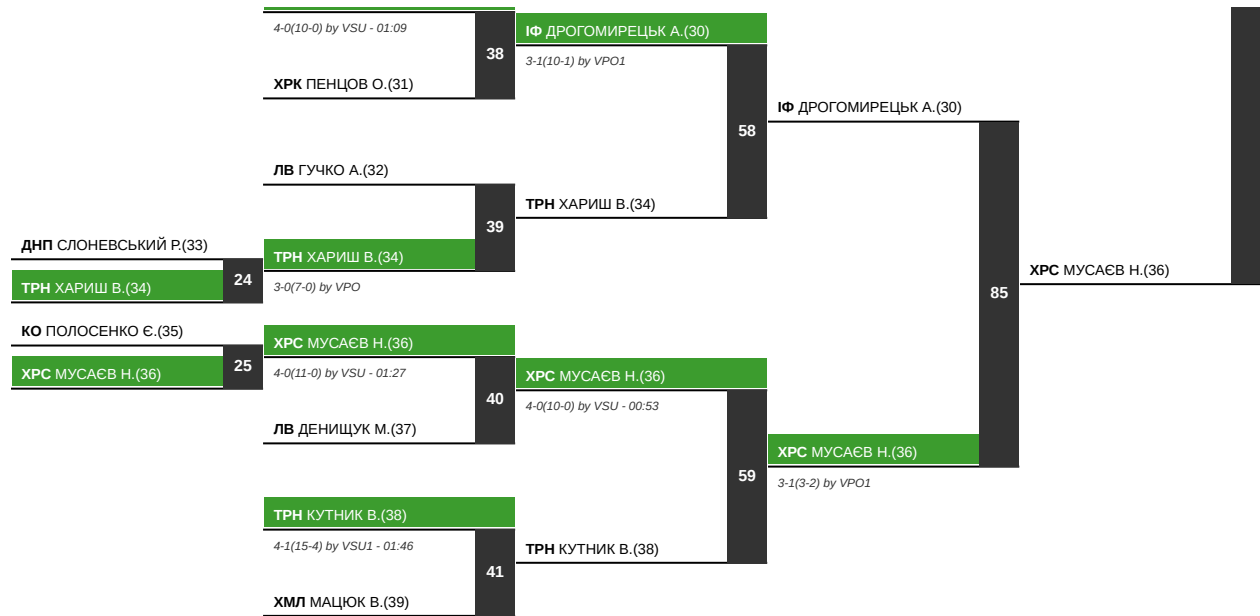 4-0(10-0) by VSU - 01:09
38
ХРК ПЕНЦОВ О.(31)
ІФ ДРОГОМИРЕЦЬК А.(30)
3-1(10-1) by VPO1
58
ІФ ДРОГОМИРЕЦЬК А.(30)
ЛВ ГУЧКО А.(32)
39
ТРН ХАРИШ В.(34)
ДНП СЛОНЕВСЬКИЙ Р.(33)
24
ТРН ХАРИШ В.(34)
ТРН ХАРИШ В.(34)
3-0(7-0) by VPO
85
ХРС МУСАЄВ Н.(36)
КО ПОЛОСЕНКО Є.(35)
25
ХРС МУСАЄВ Н.(36)
ХРС МУСАЄВ Н.(36)
4-0(11-0) by VSU - 01:27
40
ЛВ ДЕНИЩУК М.(37)
ХРС МУСАЄВ Н.(36)
4-0(10-0) by VSU - 00:53
59
ХРС МУСАЄВ Н.(36)
3-1(3-2) by VPO1
ТРН КУТНИК В.(38)
4-1(15-4) by VSU1 - 01:46
41
ТРН КУТНИК В.(38)
ХМЛ МАЦЮК В.(39)